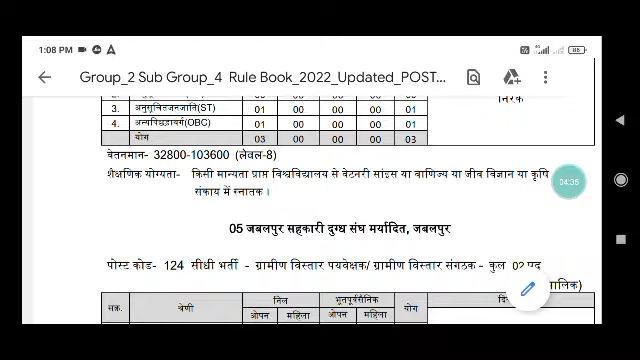 1:08 PM
86
Group_2 Sub Group_4 Rule Book_2022_Updated_POST...
3. अनुसूचितजनजाति(ST) 01 00 00 00 01
4. अन्यपिछड़ावर्ग(OBC) 01 00 00 00 01
योग 03 00 00 00 03
वेतनमान- 32800-103600 (लेवल-8)
शैक्षणिक योग्यता- किसी मान्यता प्राप्त विश्वविद्यालय से वेटनरी साइंस या वाणिज्य या जीव विज्ञान या कृषि
संकाय में स्नातक ।
04:35
05 जबलपुर सहकारी दुग्ध संघ मर्यादित, जबलपुर
पोस्ट कोड- 124 सीधी भर्ती - ग्रामीण विस्तार पर्यवेक्षक/ ग्रामीण विस्तार संगठक - कुल 02 पद
सक्र. श्रेणी निल भूतपूर्वसैनिक योग
ओपन महिला ओपन महिला